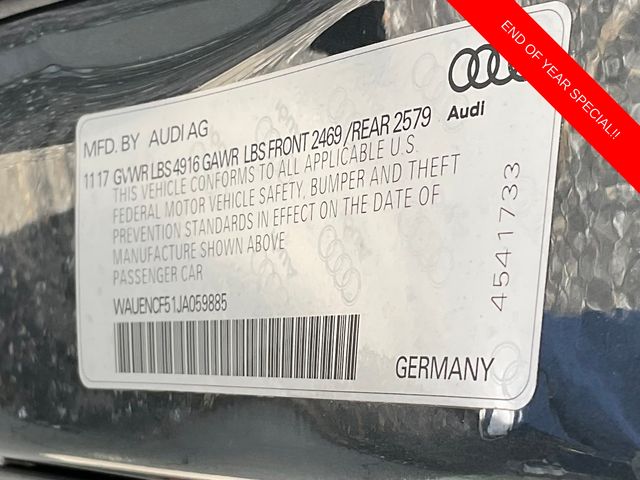 END OF YEAR SPECIAL!!
Audi
MFD. BY AUDI AG
11 17 GVWR LBS 4916 GAWR LBS FRONT 2469 /REAR 2579
THIS VEHICLE CONFORMS TO ALL APPLICABLE U.S.
FEDERAL MOTOR VEHICLE SAFETY, BUMPER AND THEFT
PREVENTION STANDARDS IN EFFECT ON THE DATE OF
MANUFACTURE SHOWN ABOVE
PASSENGER CAR
WAUENCF51JA059885
GERMANY
4541733